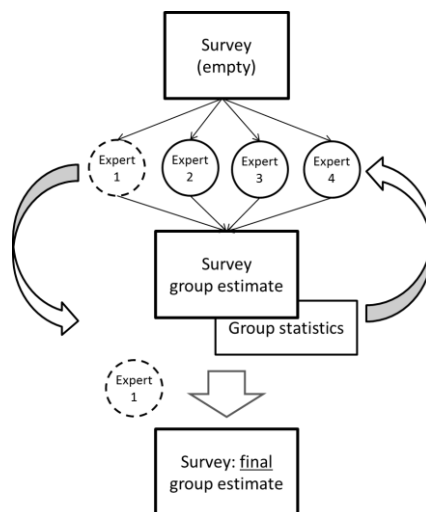 Survey
(empty)
Expert
1
Expert
2
Expert
3
Expert
4
Survey
group estimate
Group statistics
Expert
1
Survey: final
group estimate